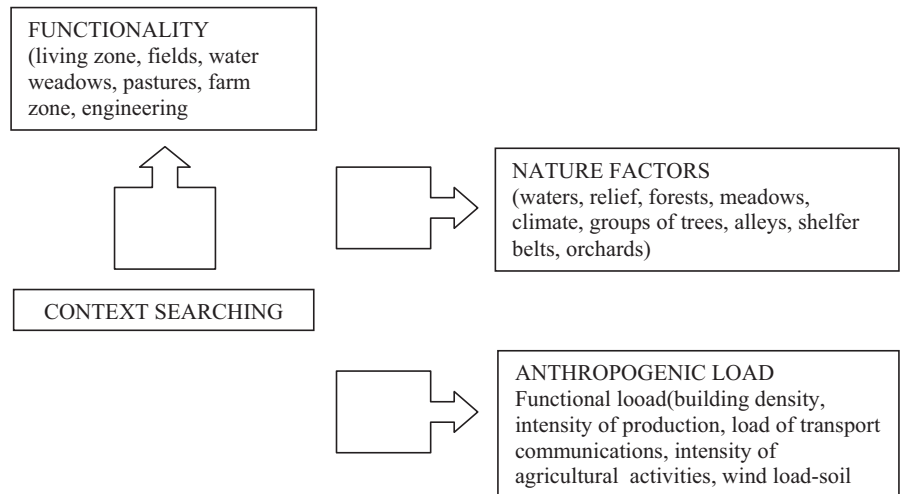 FUNCTIONALITY
(living zone, fields, water
weadows, pastures, farm
zone, engineering
NATURE FACTORS
(waters, relief, forests, meadows,
climate, groups of trees, alleys, shelfer
belts, orchards)
CONTEXT SEARCHING
ANTHROPOGENIC LOAD
Functional looad(building density,
intensity of production, load of transport
communications, intensity of
agricultural activities, wind load-soil